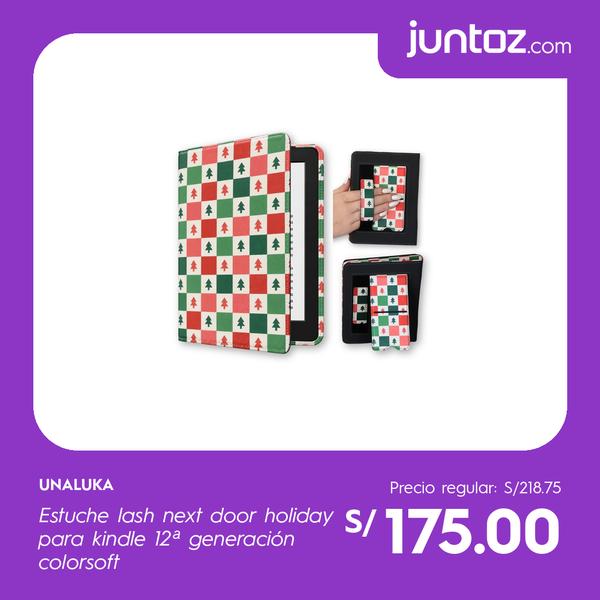 juntoz.com
UNALUKA
Estuche lash next door holiday
para kindle 12ª generación
colorsoft
Precio regular: S/218.75
S/175.00